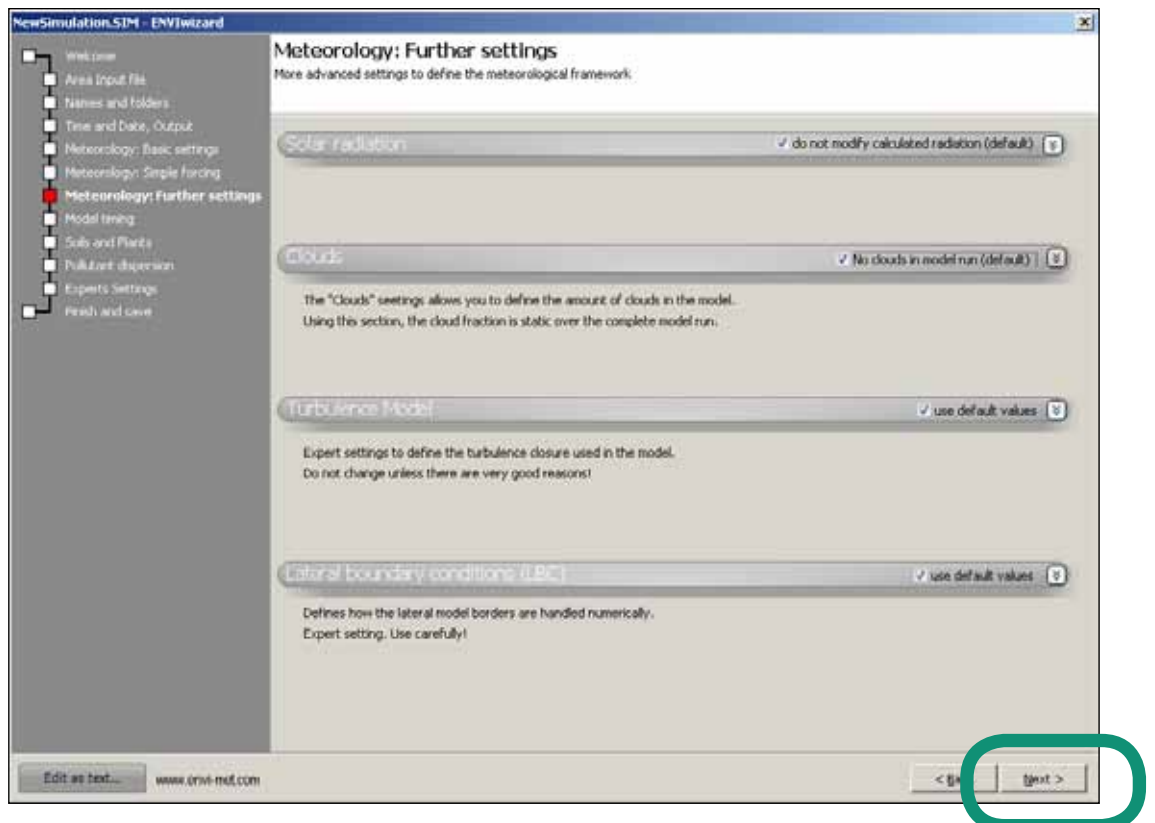 NewSimulation.SIM - ENVIwizard
Welcome
Area Input file
Names and folders
Time and Date, Output
Meteorology: Basic settings
Meteorology: Simple forcing
Meteorology: Further settings
Model timing
Soils and Plants
Pollutant dispersion
Experts Settings
Finish and save
Meteorology: Further settings
More advanced settings to define the meteorological framework
Solar radiation
do not modify calculated radiation (default)
Clouds
No clouds in model run (default)
The "Clouds" seetings allows you to define the amount of clouds in the model.
Using this section, the cloud fraction is static over the complete model run.
Turbulence Model
use default values
Expert settings to define the turbulence closure used in the model.
Do not change unless there are very good reasons!
Lateral boundary conditions (LBC)
use default values
Defines how the lateral model borders are handled numerically.
Expert setting. Use carefully!
Edit as text...
www.envi-met.com
<
Next >